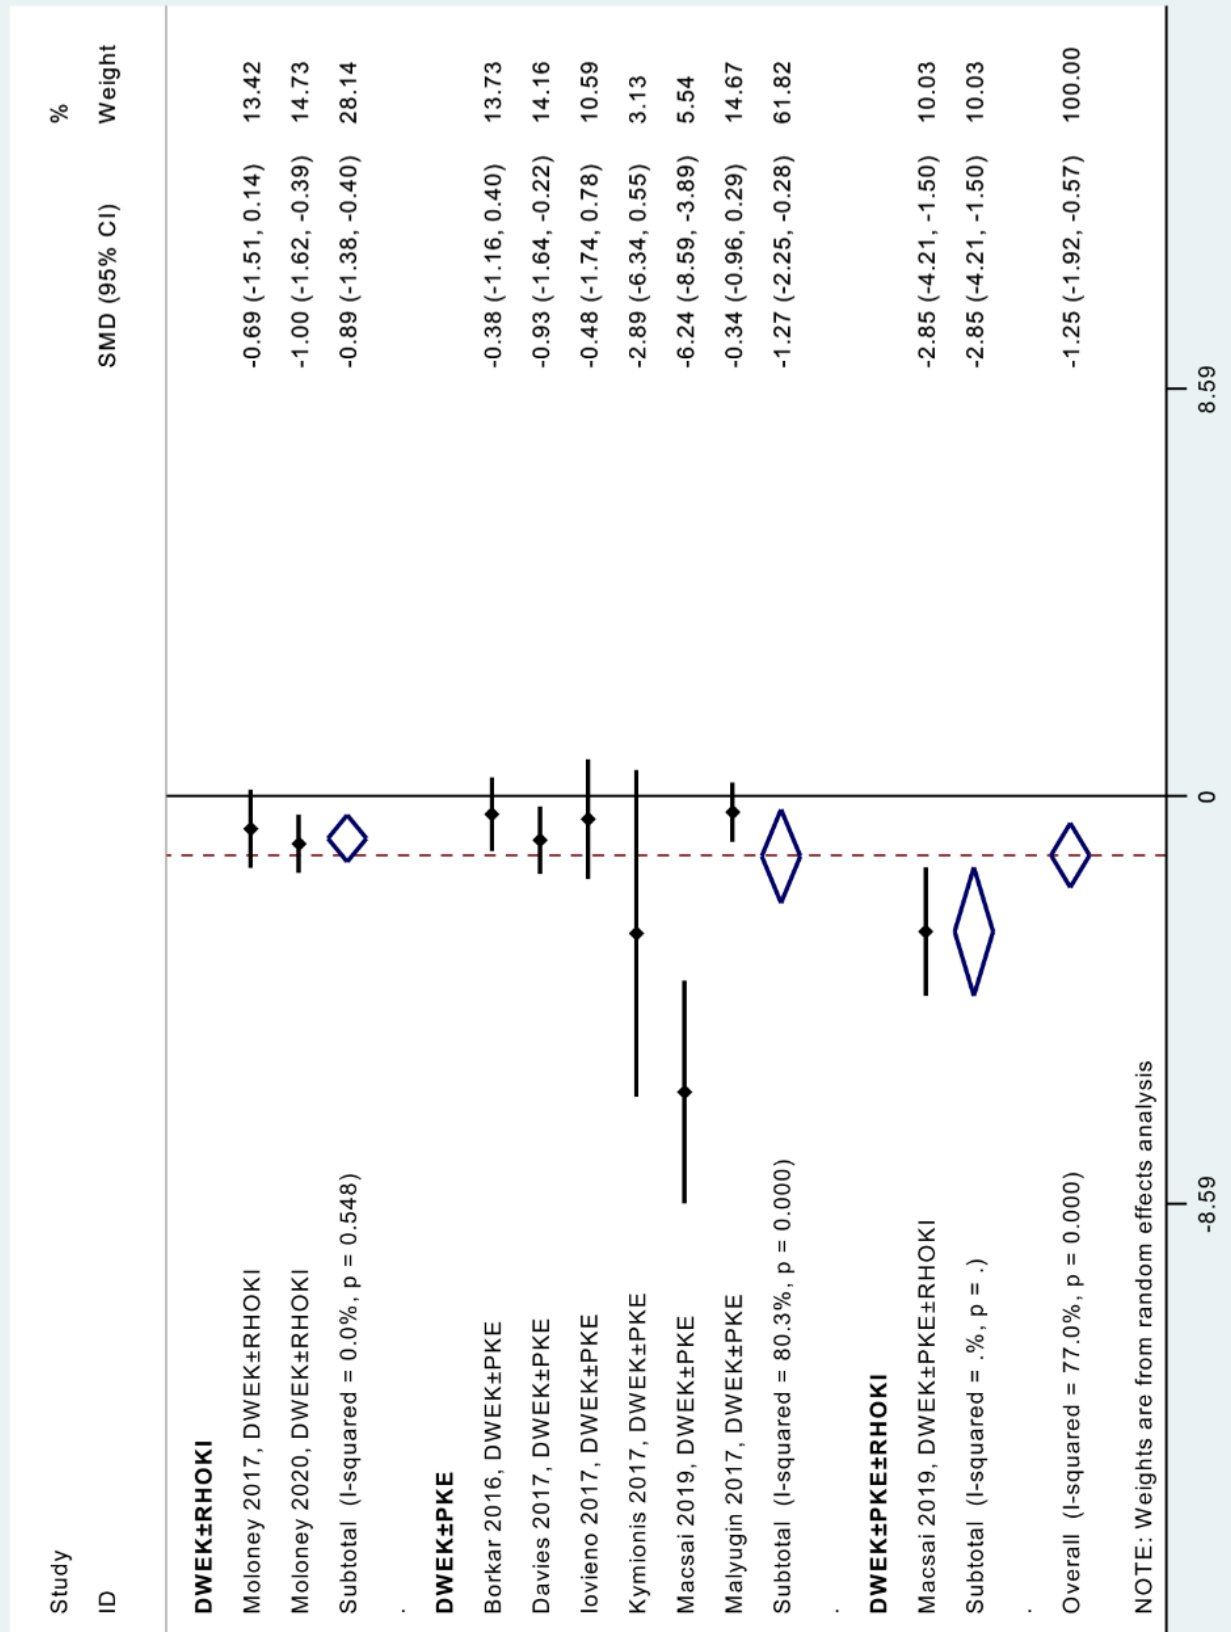 Study %
ID SMD (95% CI) Weight
DWEK±RHOKI
Moloney 2017, DWEK±RHOKI -0.69 (-1.51, 0.14) 13.42
Moloney 2020, DWEK±RHOKI -1.00 (-1.62, -0.39) 14.73
Subtotal (I-squared = 0.0%, p = 0.548) -0.89 (-1.38, -0.40) 28.14
.
DWEK±PKE
Borkar 2016, DWEK±PKE -0.38 (-1.16, 0.40) 13.73
Davies 2017, DWEK±PKE -0.93 (-1.64, -0.22) 14.16
Iovieno 2017, DWEK±PKE -0.48 (-1.74, 0.78) 10.59
Kymionis 2017, DWEK±PKE -2.89 (-6.34, 0.55) 3.13
Macsai 2019, DWEK±PKE -6.24 (-8.59, -3.89) 5.54
Malyugin 2017, DWEK±PKE -0.34 (-0.96, 0.29) 14.67
Subtotal (I-squared = 80.3%, p = 0.000) -1.27 (-2.25, -0.28) 61.82
.
DWEK±PKE±RHOKI
Macsai 2019, DWEK±PKE±RHOKI -2.85 (-4.21, -1.50) 10.03
Subtotal (I-squared = .%, p = .) -2.85 (-4.21, -1.50) 10.03
.
Overall (I-squared = 77.0%, p = 0.000) -1.25 (-1.92, -0.57) 100.00
NOTE: Weights are from random effects analysis
-8.59 0 8.59